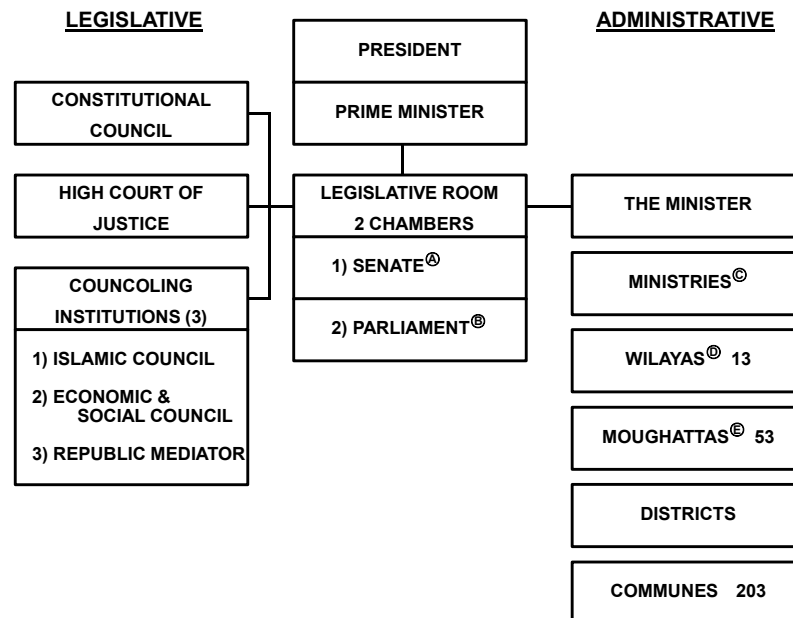 LEGISLATIVE
CONSTITUTIONAL
COUNCIL
HIGH COURT OF
JUSTICE
COUNCOLING
INSTITUTIONS (3)
1) ISLAMIC COUNCIL
2) ECONOMIC &
SOCIAL COUNCIL
3) REPUBLIC MEDIATOR
PRESIDENT
PRIME MINISTER
LEGISLATIVE ROOM
2 CHAMBERS
1) SENATEⒶ
2) PARLIAMENTⒷ
ADMINISTRATIVE
THE MINISTER
MINISTRIESⒸ
WILAYASⒹ 13
MOUGHATTASⒺ 53
DISTRICTS
COMMUNES 203